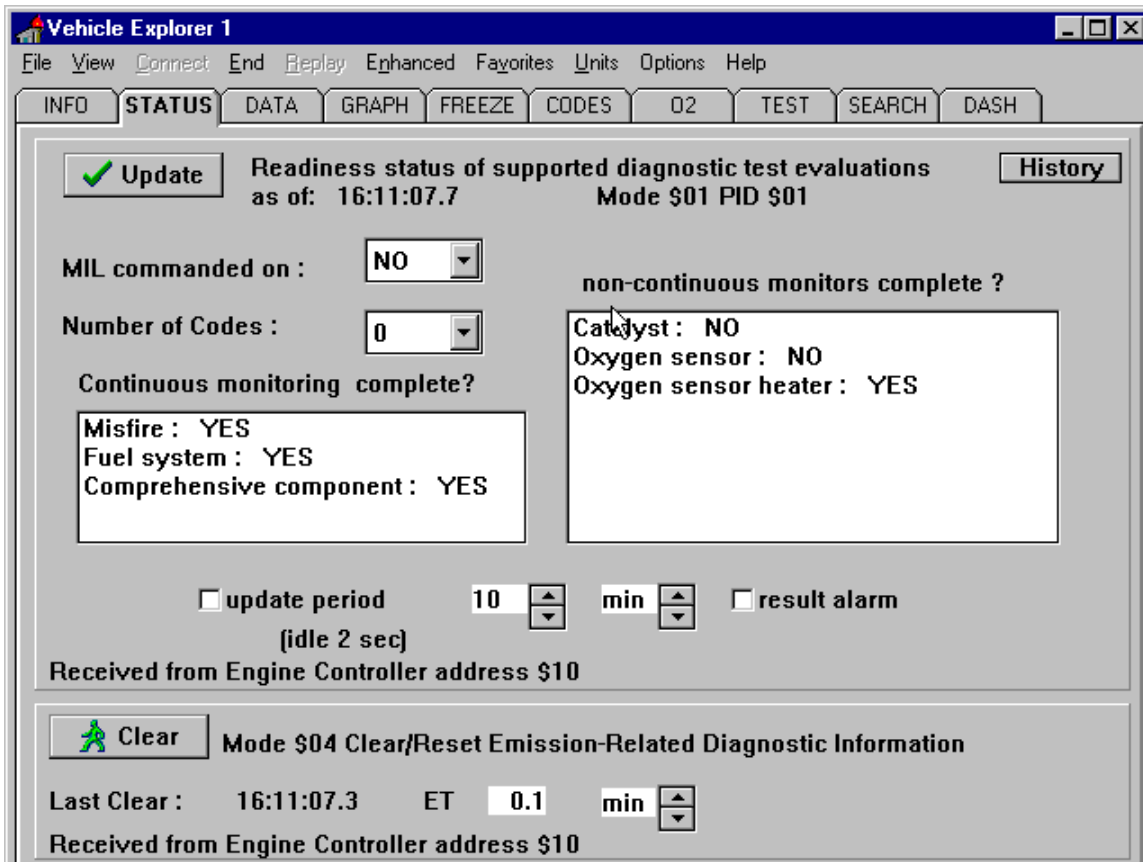 Vehicle Explorer 1
File View Connect End Replay Enhanced Favorites Units Options Help
INFO STATUS DATA GRAPH FREEZE CODES O2 TEST SEARCH DASH
Update
Readiness status of supported diagnostic test evaluations
History
as of: 16:11:07.7 Mode $01 PID $01
MIL commanded on : NO
non-continuous monitors complete ?
Number of Codes : 0
Catalyst : NO
Oxygen sensor : NO
Oxygen sensor heater : YES
Continuous monitoring complete?
Misfire : YES
Fuel system : YES
Comprehensive component : YES
update period 10 min result alarm
(idle 2 sec)
Received from Engine Controller address $10
Clear Mode $04 Clear/Reset Emission-Related Diagnostic Information
Last Clear : 16:11:07.3 ET 0.1 min
Received from Engine Controller address $10